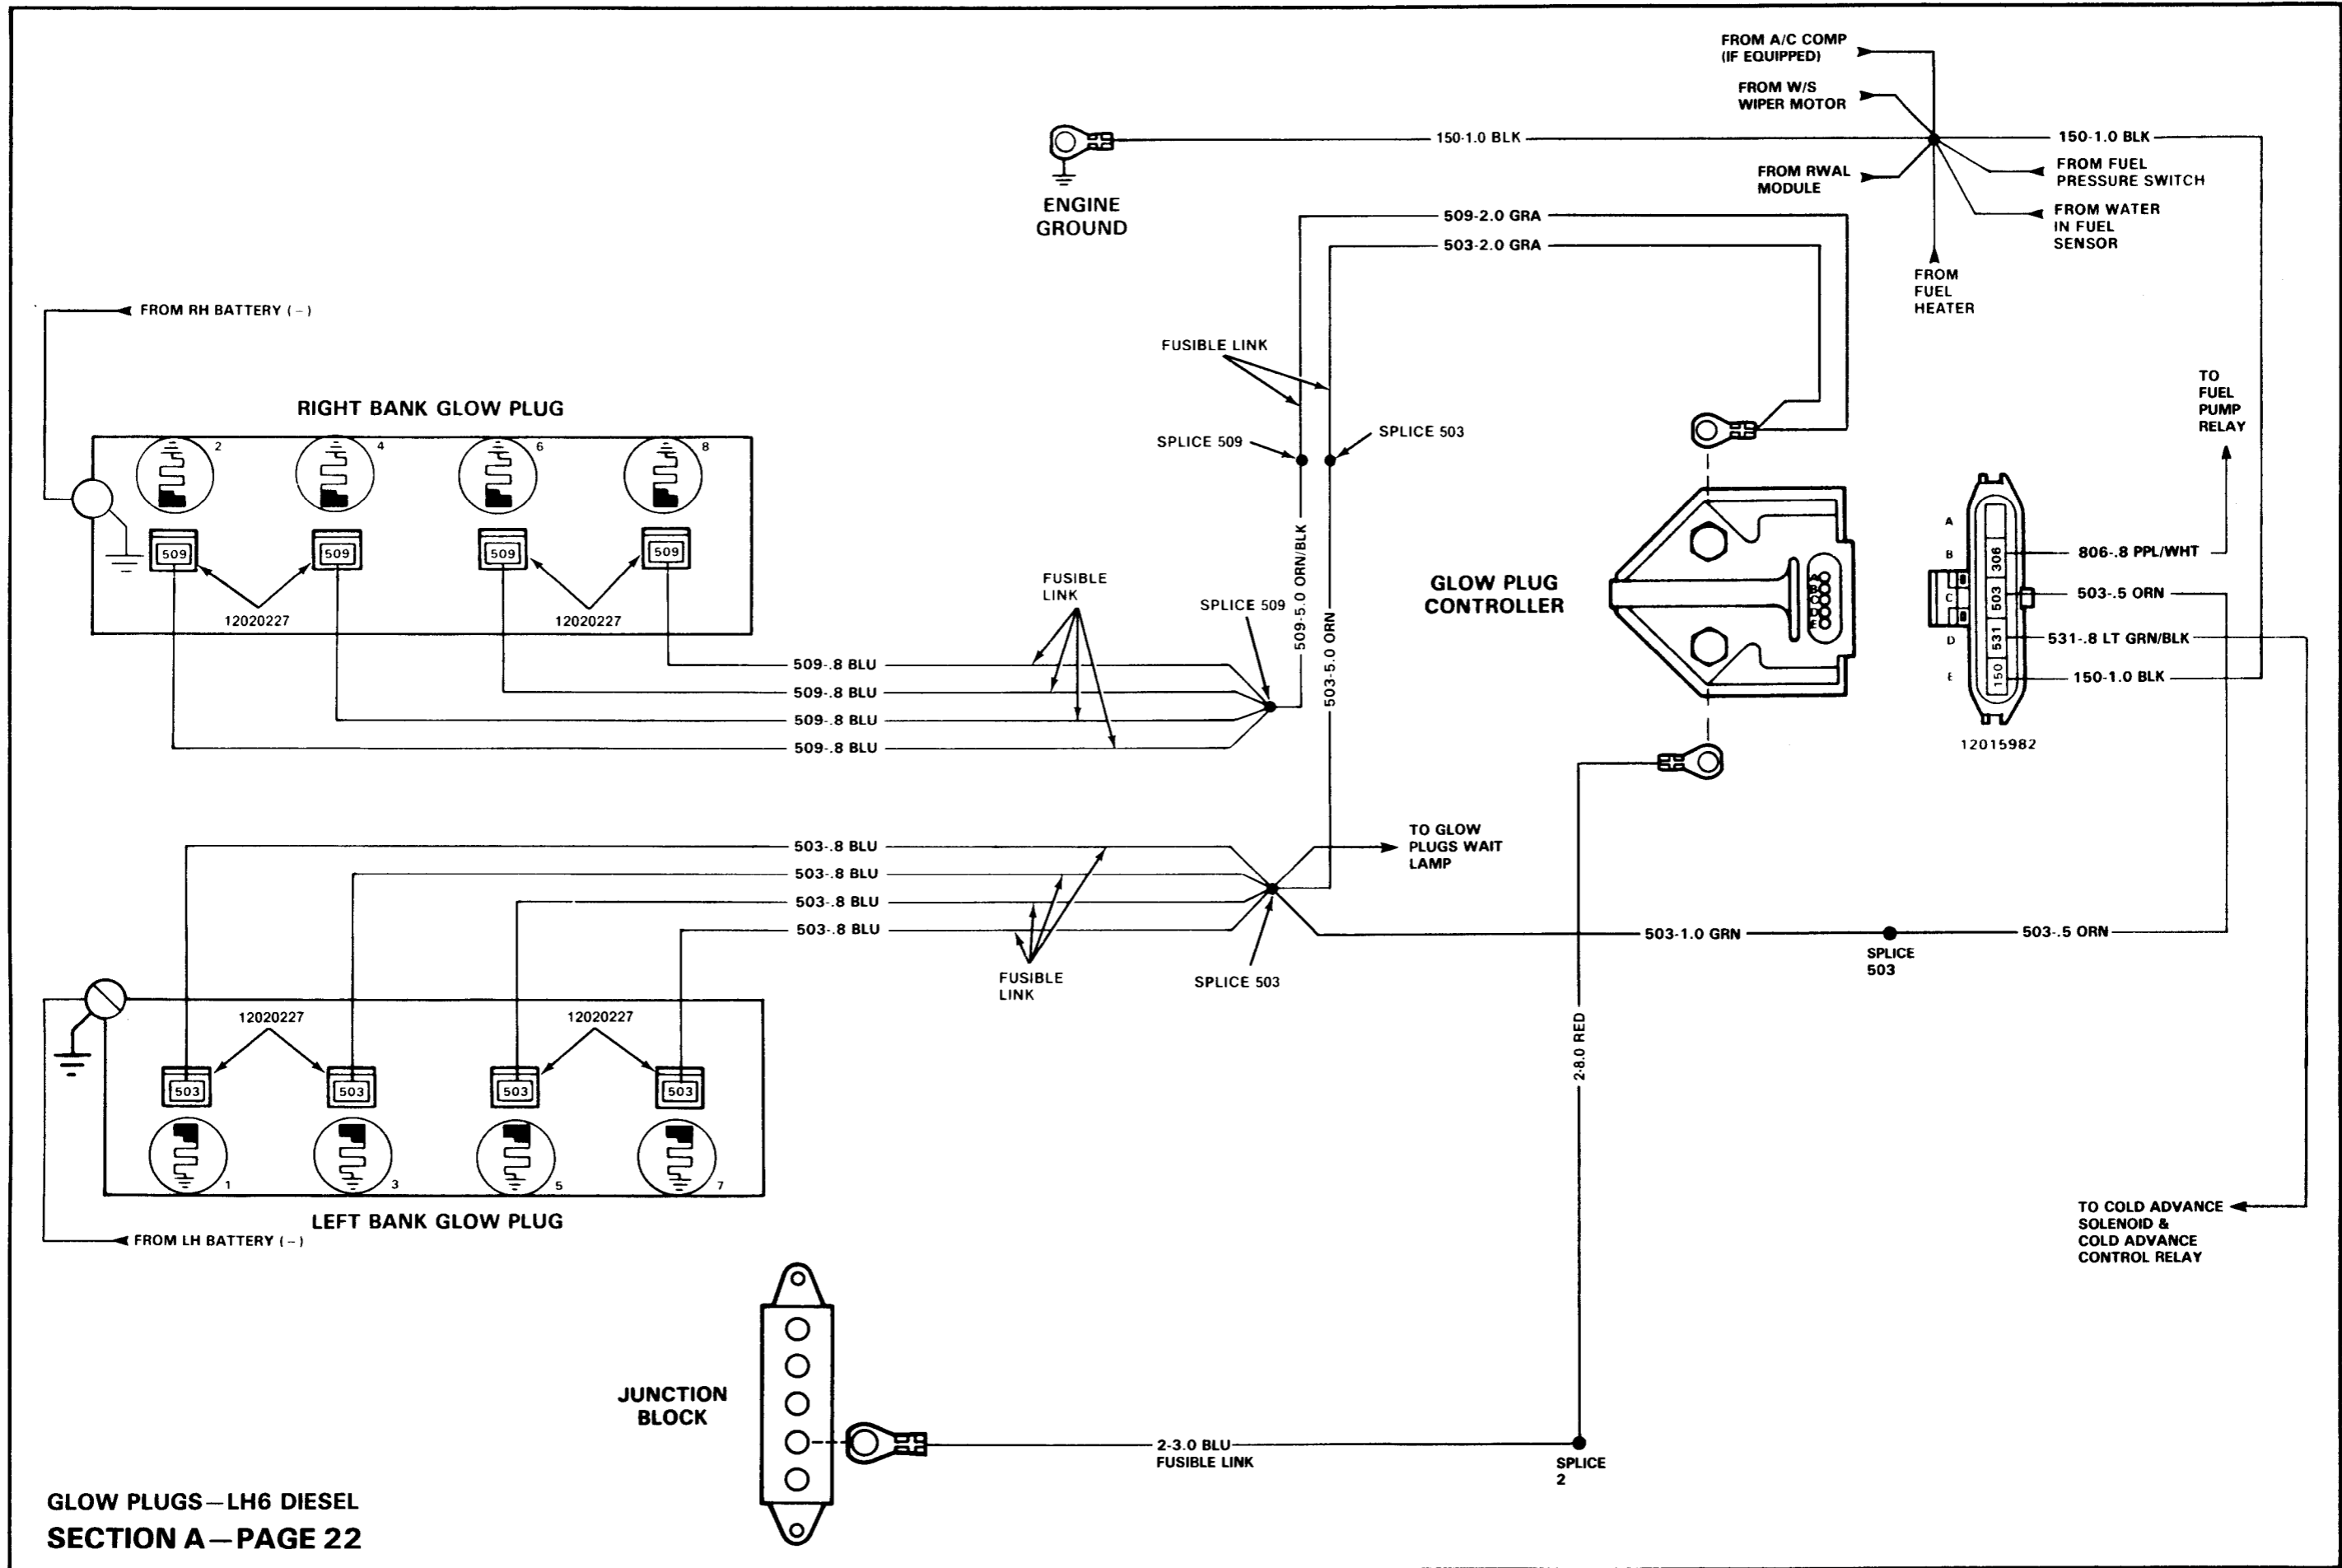 FROM A/C COMP
(IF EQUIPPED)
FROM W/S
WIPER MOTOR
150-1.0 BLK
150-1.0 BLK
FROM RWAL
MODULE
FROM FUEL
PRESSURE SWITCH
FROM WATER
IN FUEL
SENSOR
FROM
FUEL
HEATER
ENGINE
GROUND
509-2.0 GRA
503-2.0 GRA
FROM RH BATTERY (-)
FUSIBLE LINK
SPLICE 509
SPLICE 503
TO
FUEL
PUMP
RELAY
RIGHT BANK GLOW PLUG
2
4
6
8
509
509
509
509
12020227
12020227
FUSIBLE
LINK
SPLICE 509
509-5.0 ORN/BLK
503-5.0 ORN
509-.8 BLU
509-.8 BLU
509-.8 BLU
509-.8 BLU
GLOW PLUG
CONTROLLER
A
B
C
D
E
A
B
C
D
E
306
503
531
150
806-.8 PPL/WHT
503-.5 ORN
531-.8 LT GRN/BLK
150-1.0 BLK
12015982
TO GLOW
PLUGS WAIT
LAMP
503-.8 BLU
503-.8 BLU
503-.8 BLU
503-.8 BLU
FUSIBLE
LINK
SPLICE 503
503-1.0 GRN
SPLICE
503
503-.5 ORN
2-8.0 RED
12020227
12020227
503
503
503
503
1
3
5
7
LEFT BANK GLOW PLUG
FROM LH BATTERY (-)
TO COLD ADVANCE
SOLENOID &
COLD ADVANCE
CONTROL RELAY
JUNCTION
BLOCK
2-3.0 BLU
FUSIBLE LINK
SPLICE
2
GLOW PLUGS—LH6 DIESEL
SECTION A—PAGE 22